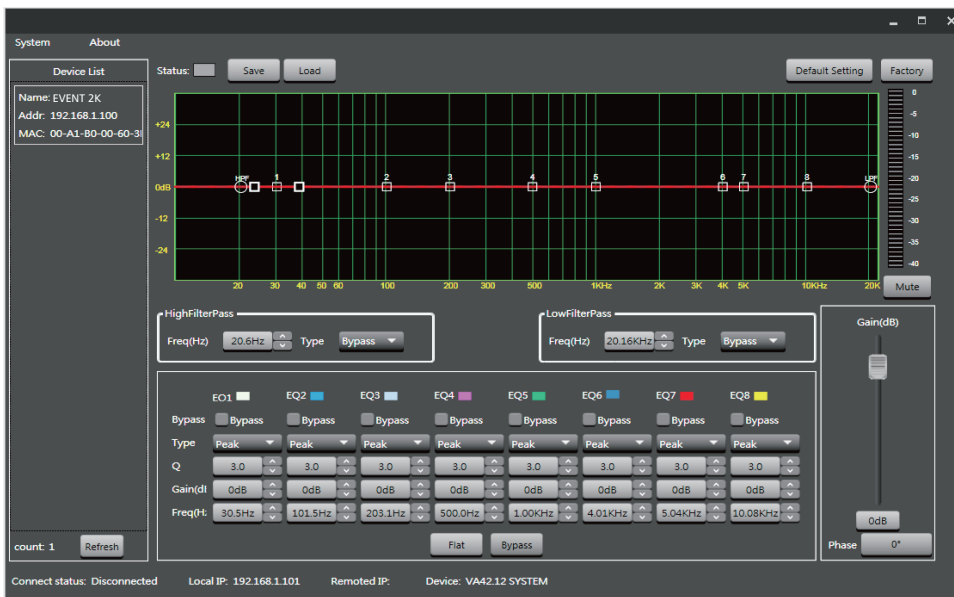 System About
Device List
Status: Save Load Default Setting Factory
Name: EVENT 2K
Addr: 192.168.1.100
MAC: 00-A1-B0-00-60-3
+24
+12
0dB
-12
-24
HPF 1 2 3 4 5 6 7 8 LPF
20 30 40 50 60 100 200 300 500 1KHz 2K 3K 4K 5K 10KHz 20K
0
-5
-10
-15
-20
-25
-30
-35
-40
Mute
HighFilterPass
Freq(Hz) 20.6Hz Type Bypass
LowFilterPass
Freq(Hz) 20.16KHz Type Bypass
Gain(dB)
EO1 EQ2 EQ3 EQ4 EQ5 EQ6 EQ7 EQ8
Bypass Bypass Bypass Bypass Bypass Bypass Bypass Bypass Bypass
Type Peak Peak Peak Peak Peak Peak Peak Peak
Q 3.0 3.0 3.0 3.0 3.0 3.0 3.0 3.0
Gain(dI 0dB 0dB 0dB 0dB 0dB 0dB 0dB 0dB
Freq(H: 30.5Hz 101.5Hz 203.1Hz 500.0Hz 1.00KHz 4.01KHz 5.04KHz 10.08KHz
Flat Bypass
0dB
Phase 0°
count: 1 Refresh
Connect status: Disconnected Local IP: 192.168.1.101 Remoted IP: Device: VA42.12 SYSTEM